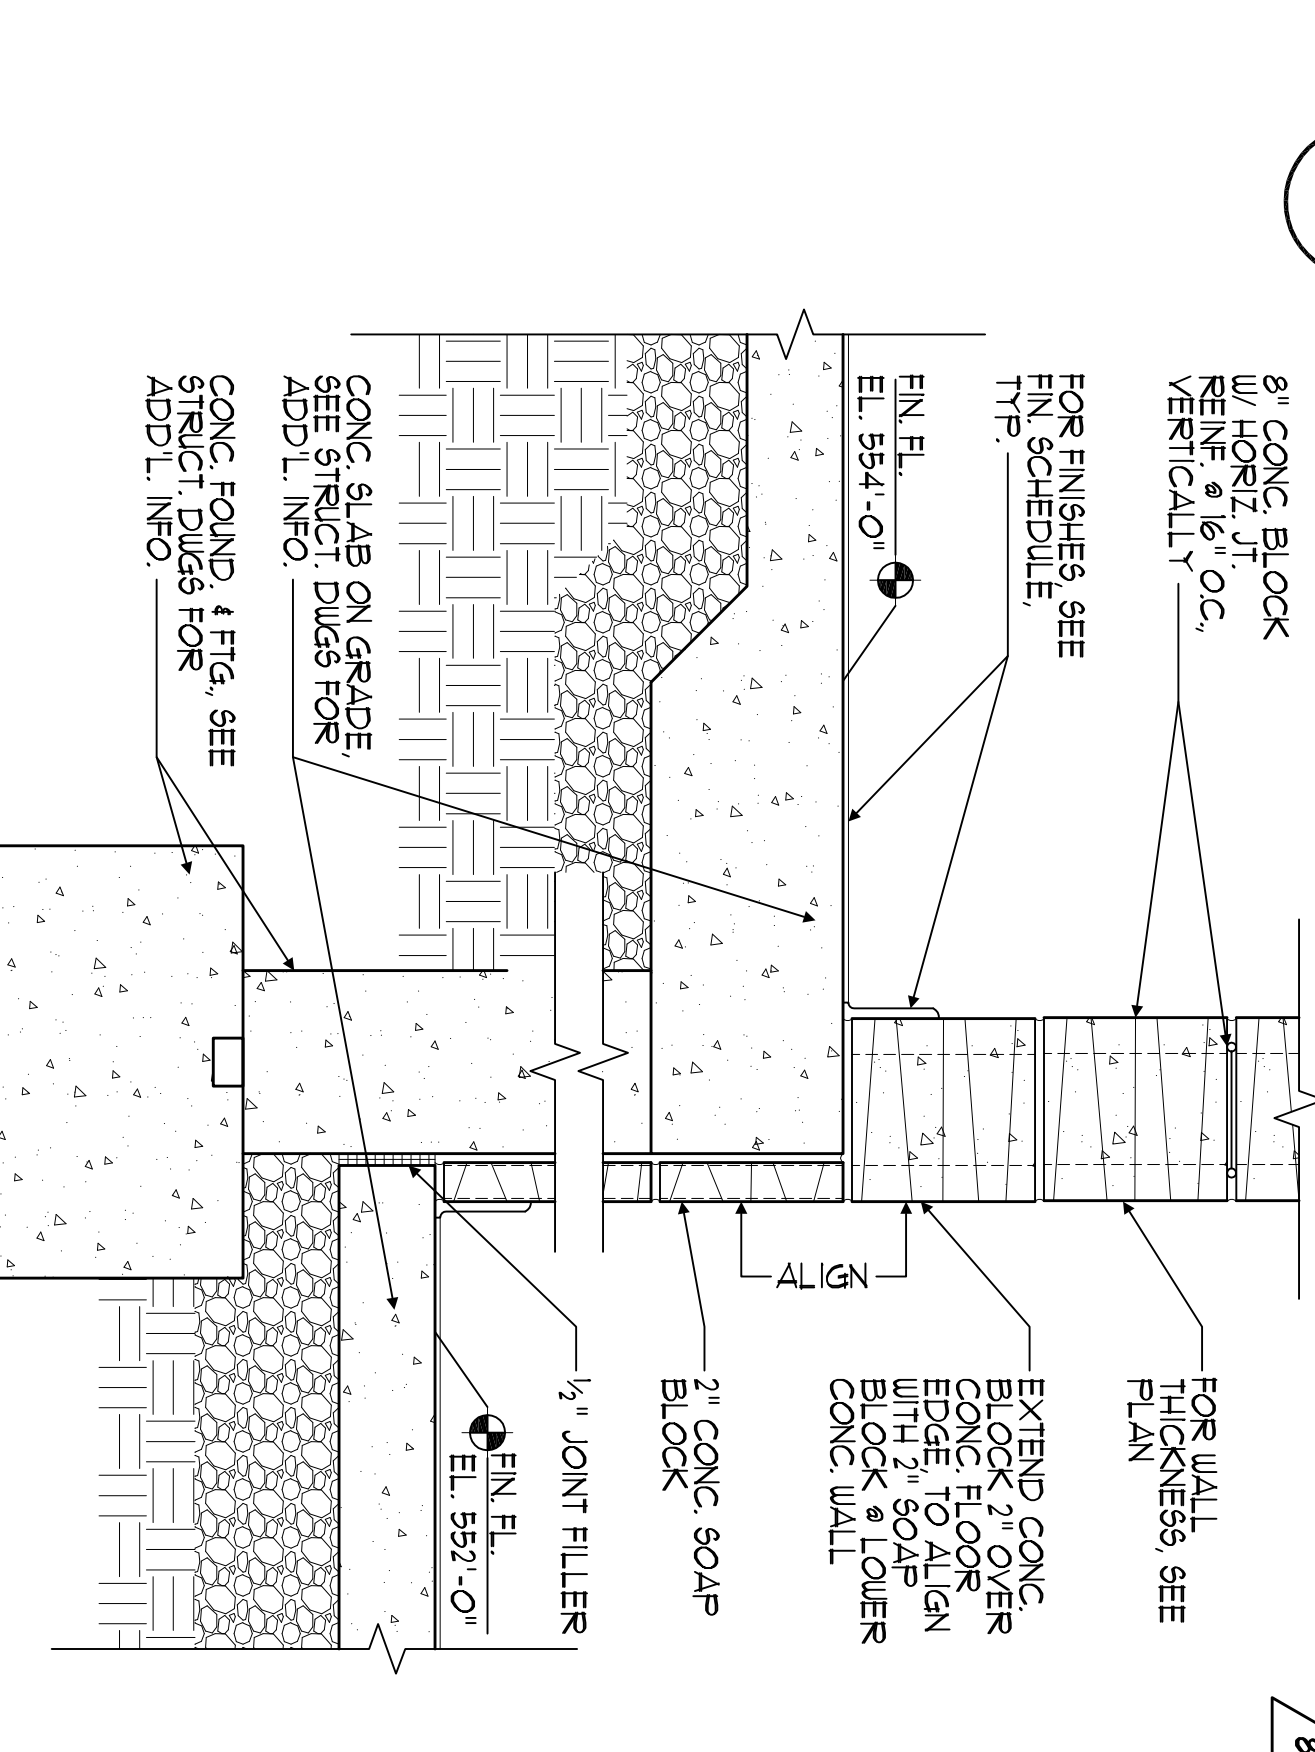 8" CONC. BLOCK
W/ HORIZ. JT.
REINF. @ 16" O.C.,
VERTICALLY
FOR FINISHES, SEE
FIN. SCHEDULE,
TYP.
FIN. FL.
EL. 554'-0"
CONC. SLAB ON GRADE,
SEE STRUCT. DWGS FOR
ADD'L. INFO.
CONC. FOUND. & FTG., SEE
STRUCT. DWGS FOR
ADD'L. INFO.
ALIGN
FOR WALL
THICKNESS, SEE
PLAN
EXTEND CONC.
BLOCK 2" OVER
CONC. FLOOR
EDGE, TO ALIGN
WITH 2" SOAP
BLOCK @ LOWER
CONC. WALL
2" CONC. SOAP
BLOCK
½" JOINT FILLER
FIN. FL.
EL. 552'-0"